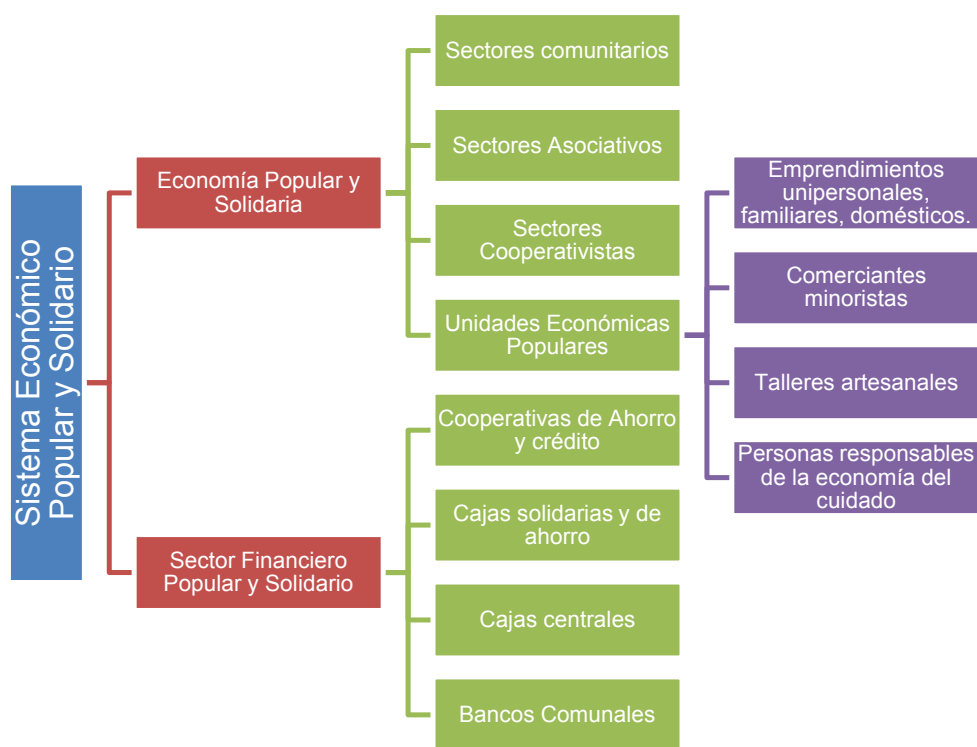 Sistema Económico
Popular y Solidario
Economía Popular y
Solidaria
Sectores comunitarios
Sectores Asociativos
Sectores
Cooperativistas
Unidades Económicas
Populares
Emprendimientos
unipersonales,
familiares, domésticos.
Comerciantes
minoristas
Talleres artesanales
Personas responsables
de la economía del
cuidado
Sector Financiero
Popular y Solidario
Cooperativas de Ahorro
y crédito
Cajas solidarias y de
ahorro
Cajas centrales
Bancos Comunales